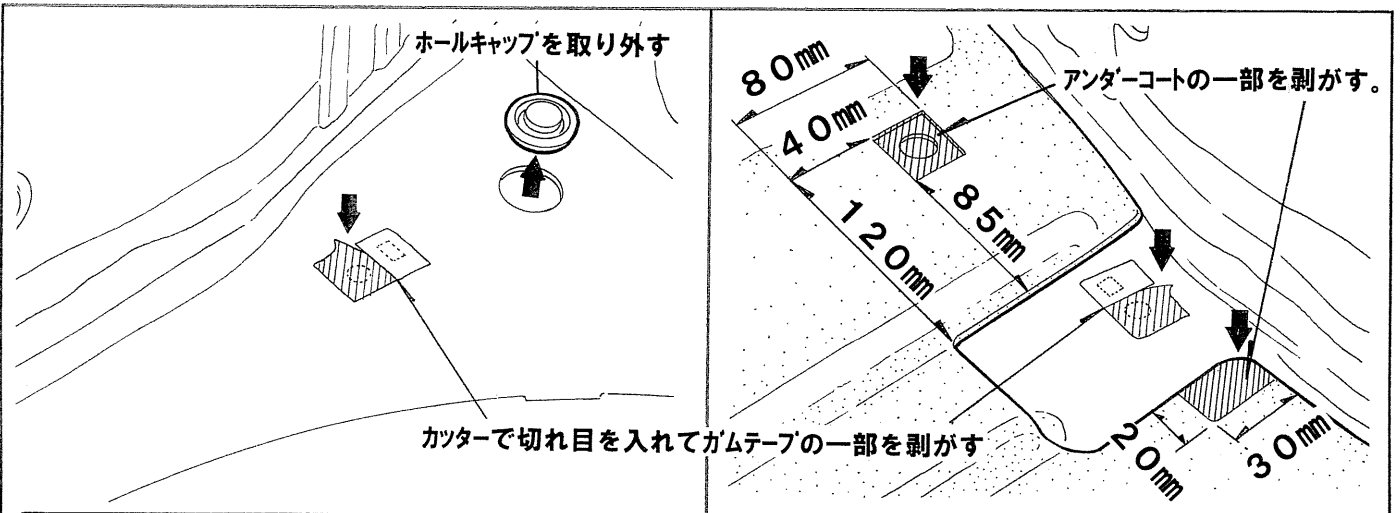 ホールキャップを取り外す
カッターで切れ目を入れてガムテープの一部を剥がす
80mm
40mm
アンダーコートの一部を剥がす。
120mm
85mm
20mm
30mm